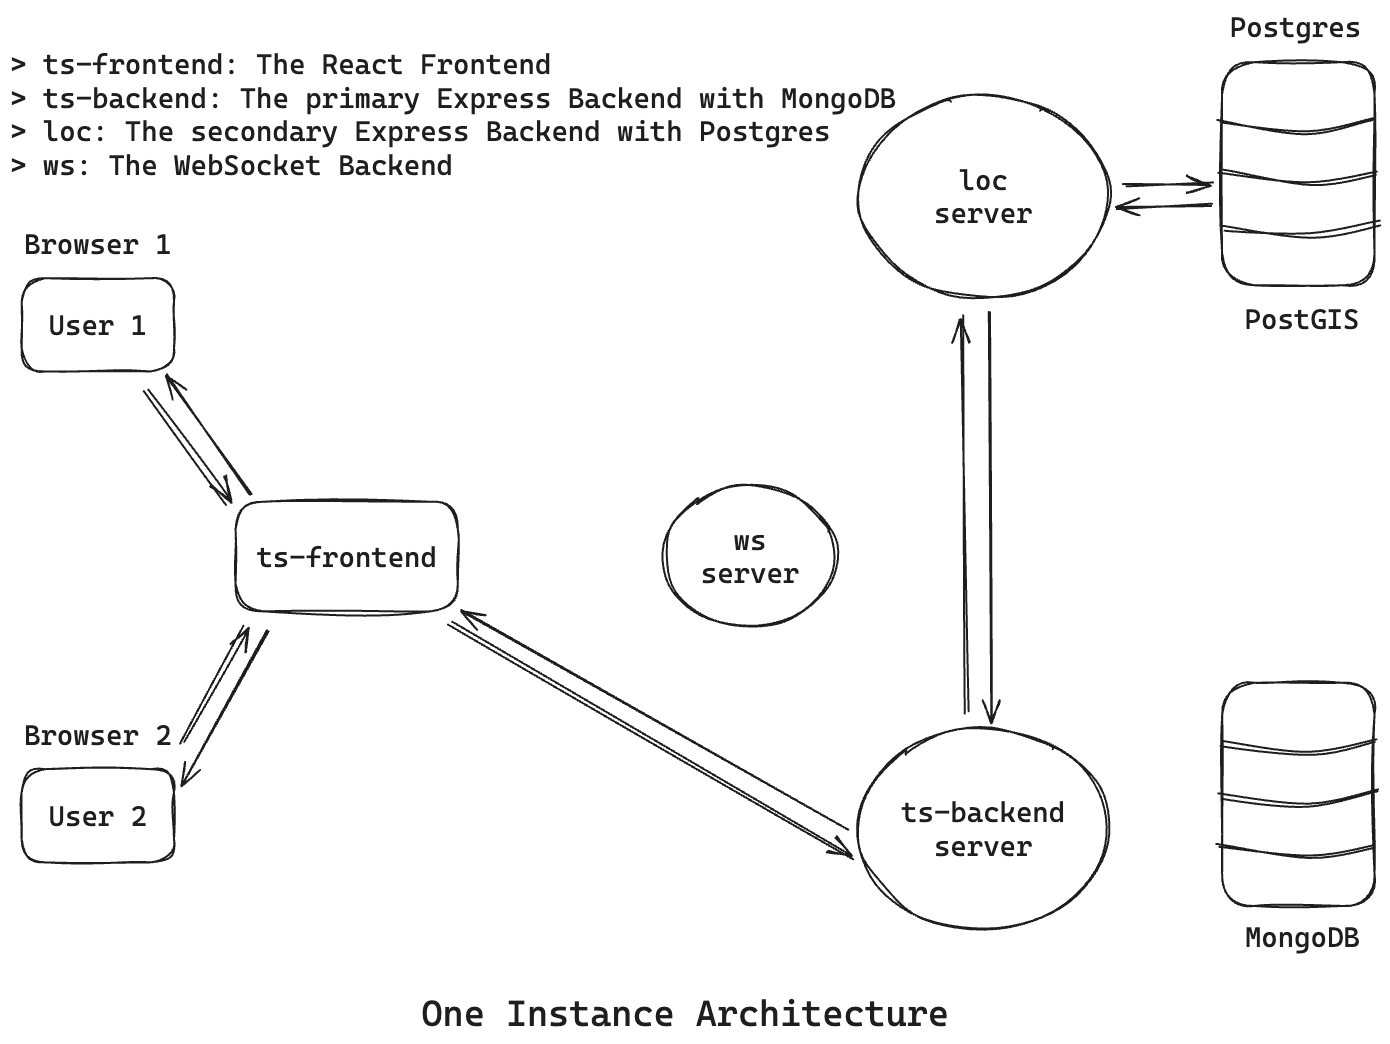 > ts-frontend: The React Frontend
> ts-backend: The primary Express Backend with MongoDB
> loc: The secondary Express Backend with Postgres
> ws: The WebSocket Backend
Postgres
loc
server
PostGIS
Browser 1
User 1
ts-frontend
ws
server
Browser 2
User 2
ts-backend
server
MongoDB
One Instance Architecture